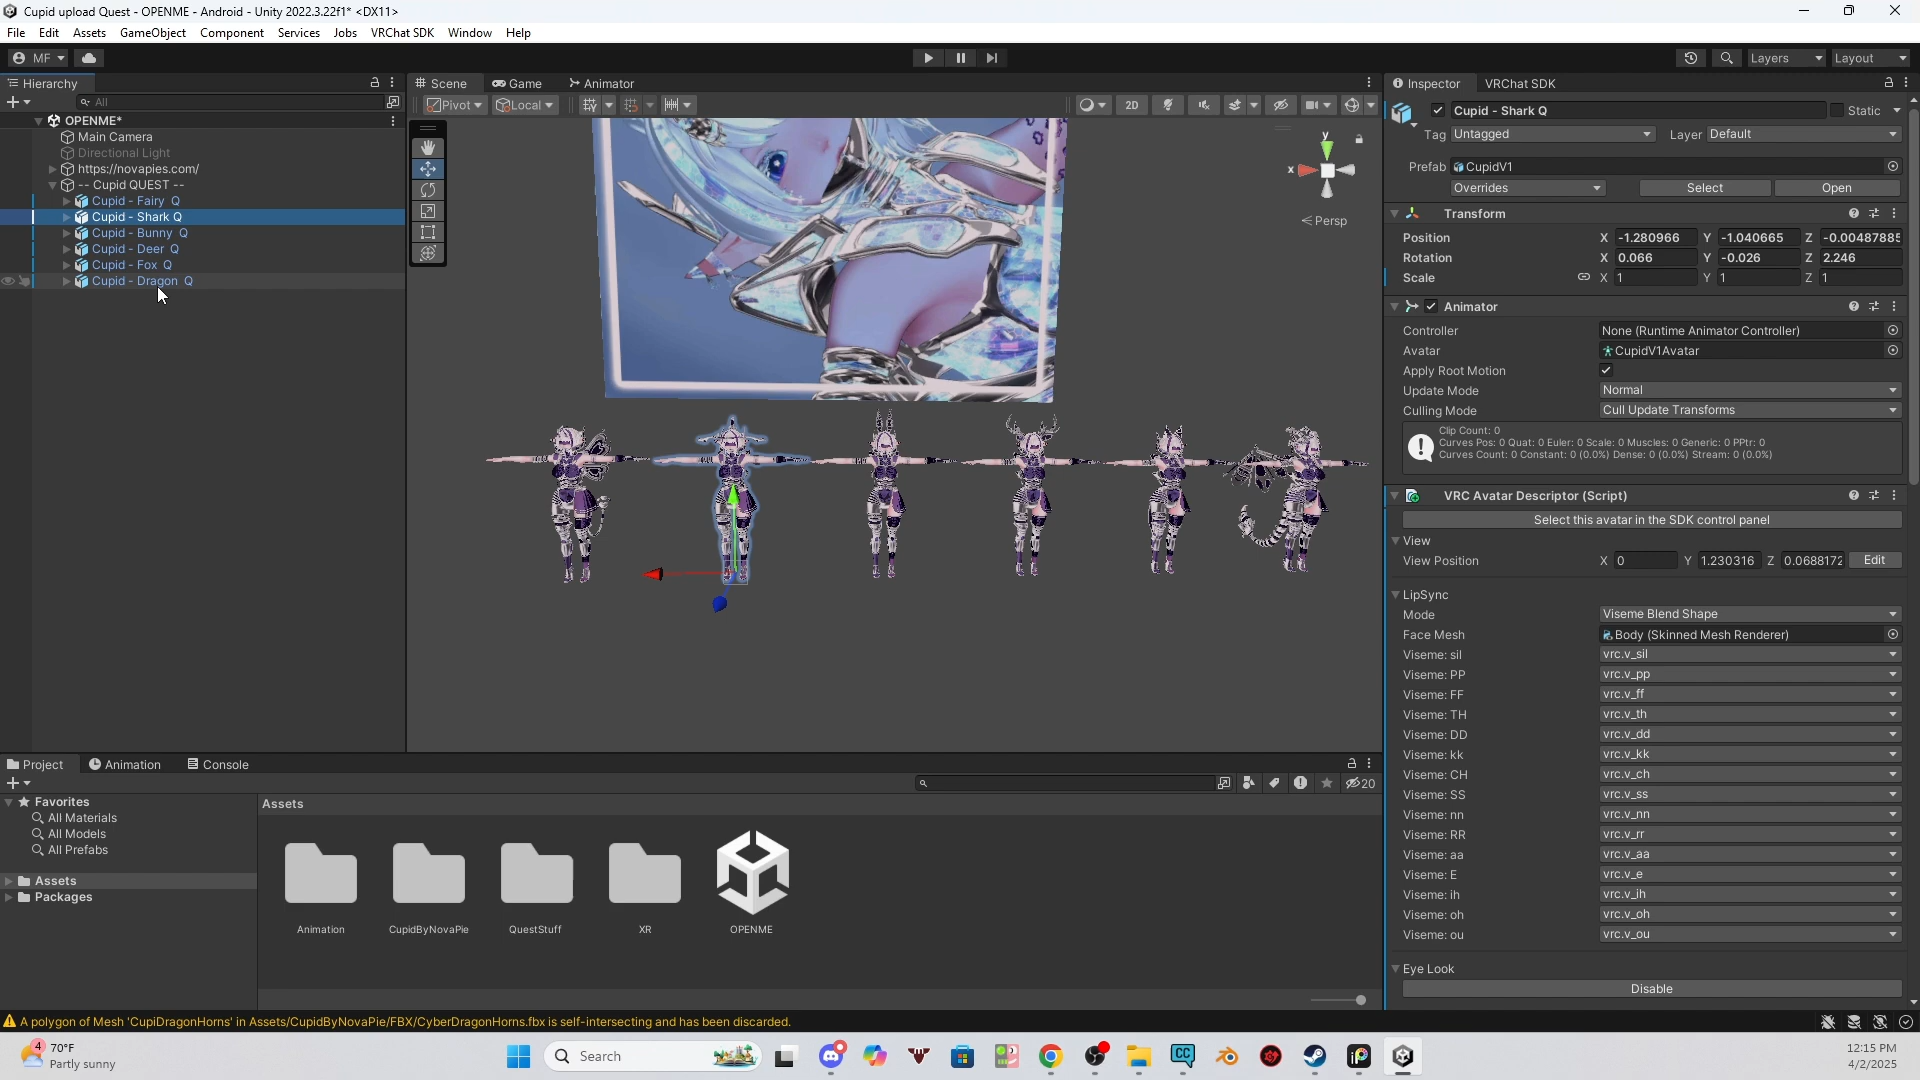 Cupid upload Quest - OPENME - Android - Unity 2022.3.22f1* <DX11>
File Edit Assets GameObject Component Services Jobs VRChat SDK Window Help
MF Layers Layout
Hierarchy
All
OPENME*
Main Camera
Directional Light
https://novapies.com/
-- Cupid QUEST --
Cupid - Fairy Q
Cupid - Shark Q
Cupid - Bunny Q
Cupid - Deer Q
Cupid - Fox Q
Cupid - Dragon Q
Scene Game Animator
Pivot Local 2D
y
x
< Persp
Inspector VRChat SDK
Cupid - Shark Q Static
Tag Untagged Layer Default
Prefab CupidV1
Overrides Select Open
Transform
Position X -1.280966 Y -1.040665 Z -0.00487885
Rotation X 0.066 Y -0.026 Z 2.246
Scale X 1 Y 1 Z 1
Animator
Controller None (Runtime Animator Controller)
Avatar CupidV1Avatar
Apply Root Motion
Update Mode Normal
Culling Mode Cull Update Transforms
Clip Count: 0
Curves Pos: 0 Quat: 0 Euler: 0 Scale: 0 Muscles: 0 Generic: 0 PPtr: 0
Curves Count: 0 Constant: 0 (0.0%) Dense: 0 (0.0%) Stream: 0 (0.0%)
VRC Avatar Descriptor (Script)
Select this avatar in the SDK control panel
View
View Position X 0 Y 1.230316 Z 0.0688172 Edit
LipSync
Mode Viseme Blend Shape
Face Mesh Body (Skinned Mesh Renderer)
Viseme: sil vrc.v_sil
Viseme: PP vrc.v_pp
Viseme: FF vrc.v_ff
Viseme: TH vrc.v_th
Viseme: DD vrc.v_dd
Viseme: kk vrc.v_kk
Viseme: CH vrc.v_ch
Viseme: SS vrc.v_ss
Viseme: nn vrc.v_nn
Viseme: RR vrc.v_rr
Viseme: aa vrc.v_aa
Viseme: E vrc.v_e
Viseme: ih vrc.v_ih
Viseme: oh vrc.v_oh
Viseme: ou vrc.v_ou
Eye Look
Disable
Project Animation Console
20
Favorites
All Materials
All Models
All Prefabs
Assets
Packages
Assets
Animation CupidByNovaPie QuestStuff XR OPENME
A polygon of Mesh 'CupiDragonHorns' in Assets/CupidByNovaPie/FBX/CyberDragonHorns.fbx is self-intersecting and has been discarded.
4
70°F
Partly sunny
Search
CC
12:15 PM
4/2/2025